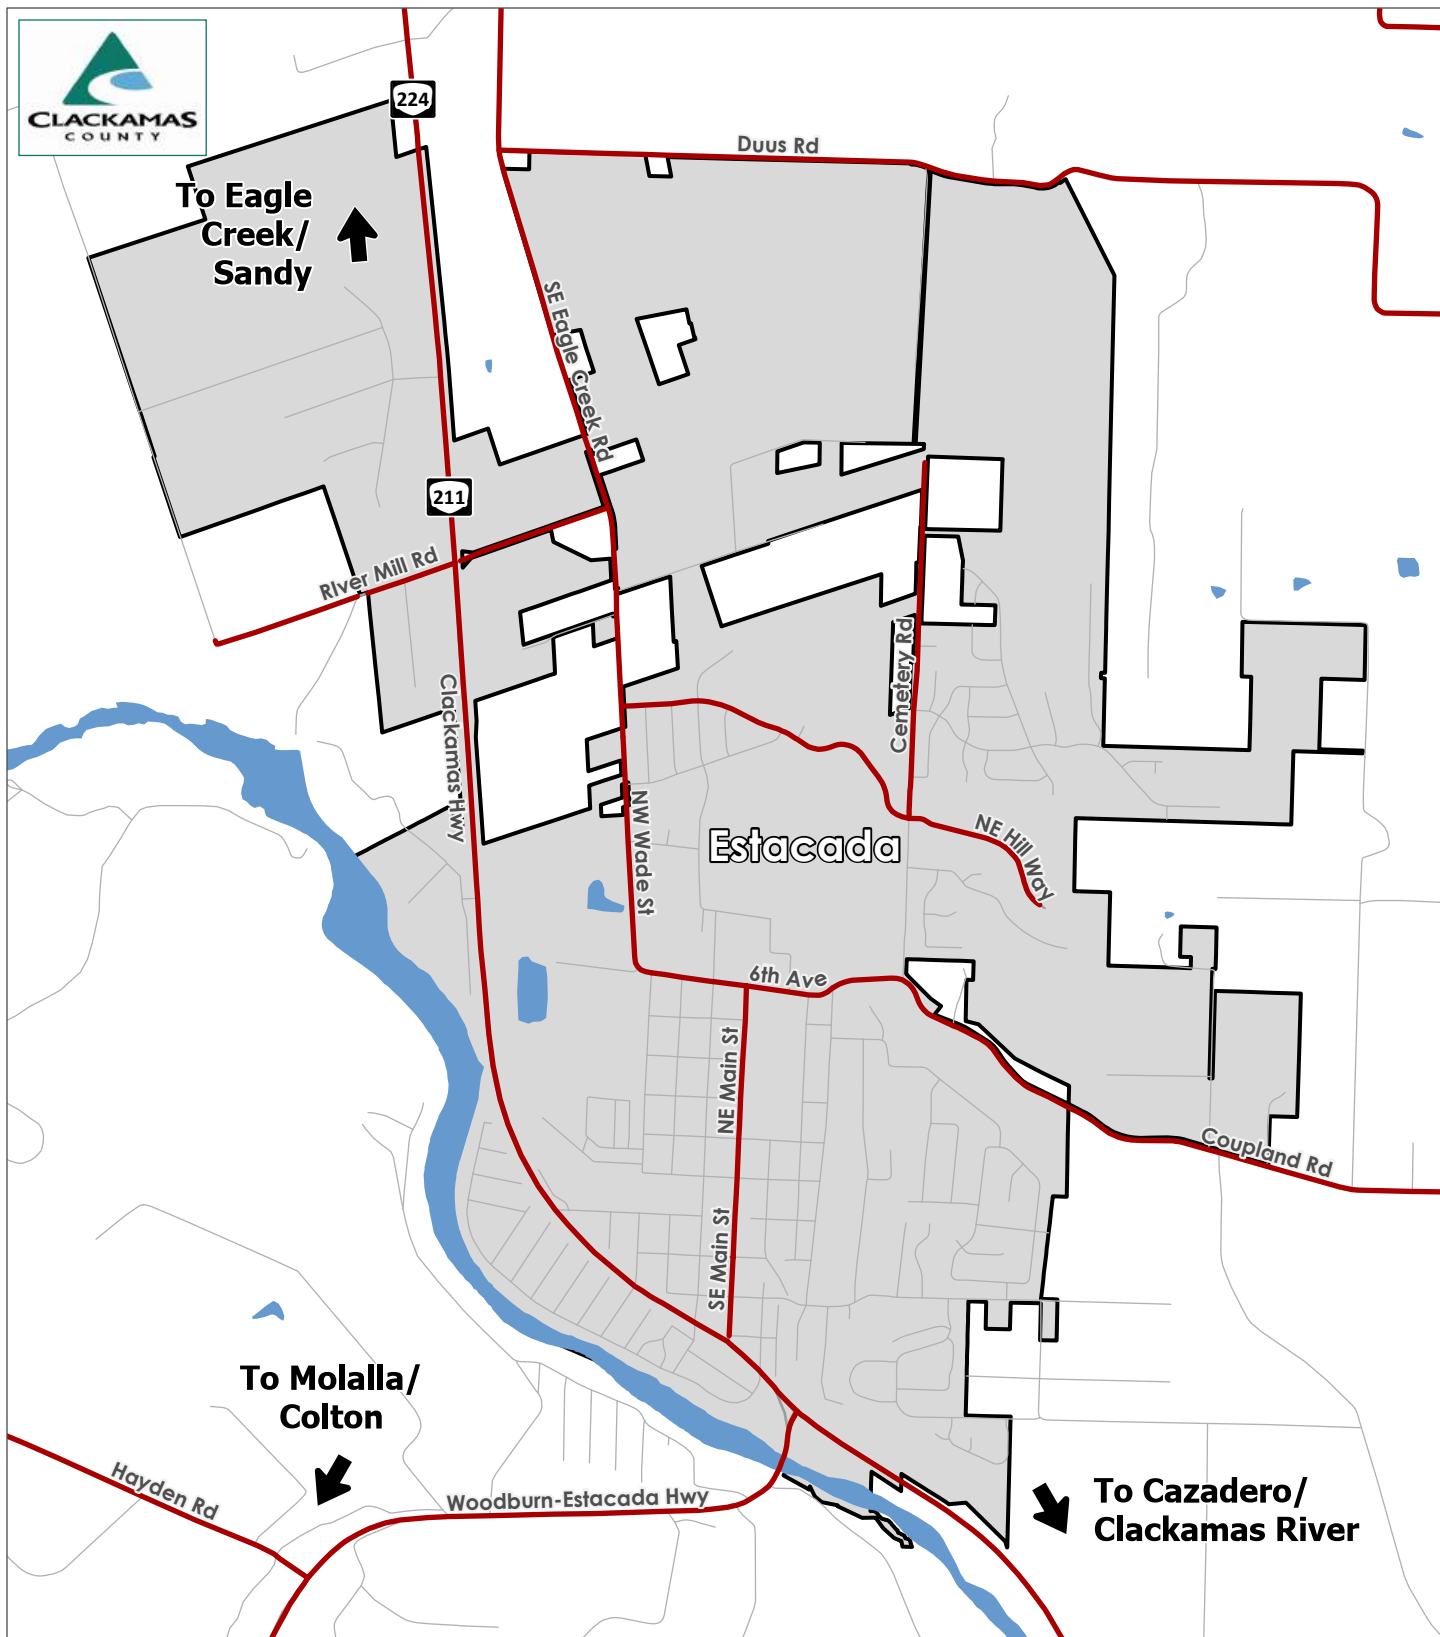 CLACKAMAS
COUNTY
224
Duus Rd
To Eagle
Creek/
Sandy
SE Eagle Creek Rd
211
RIver Mill Rd
Cemetery Rd
Clackamas Hwy
NW Wade St
Estacada
NE Hill Way
6th Ave
NE Main St
Coupland Rd
SE Main St
To Molalla/
Colton
Hayden Rd
Woodburn-Estacada Hwy
To Cazadero/
Clackamas River